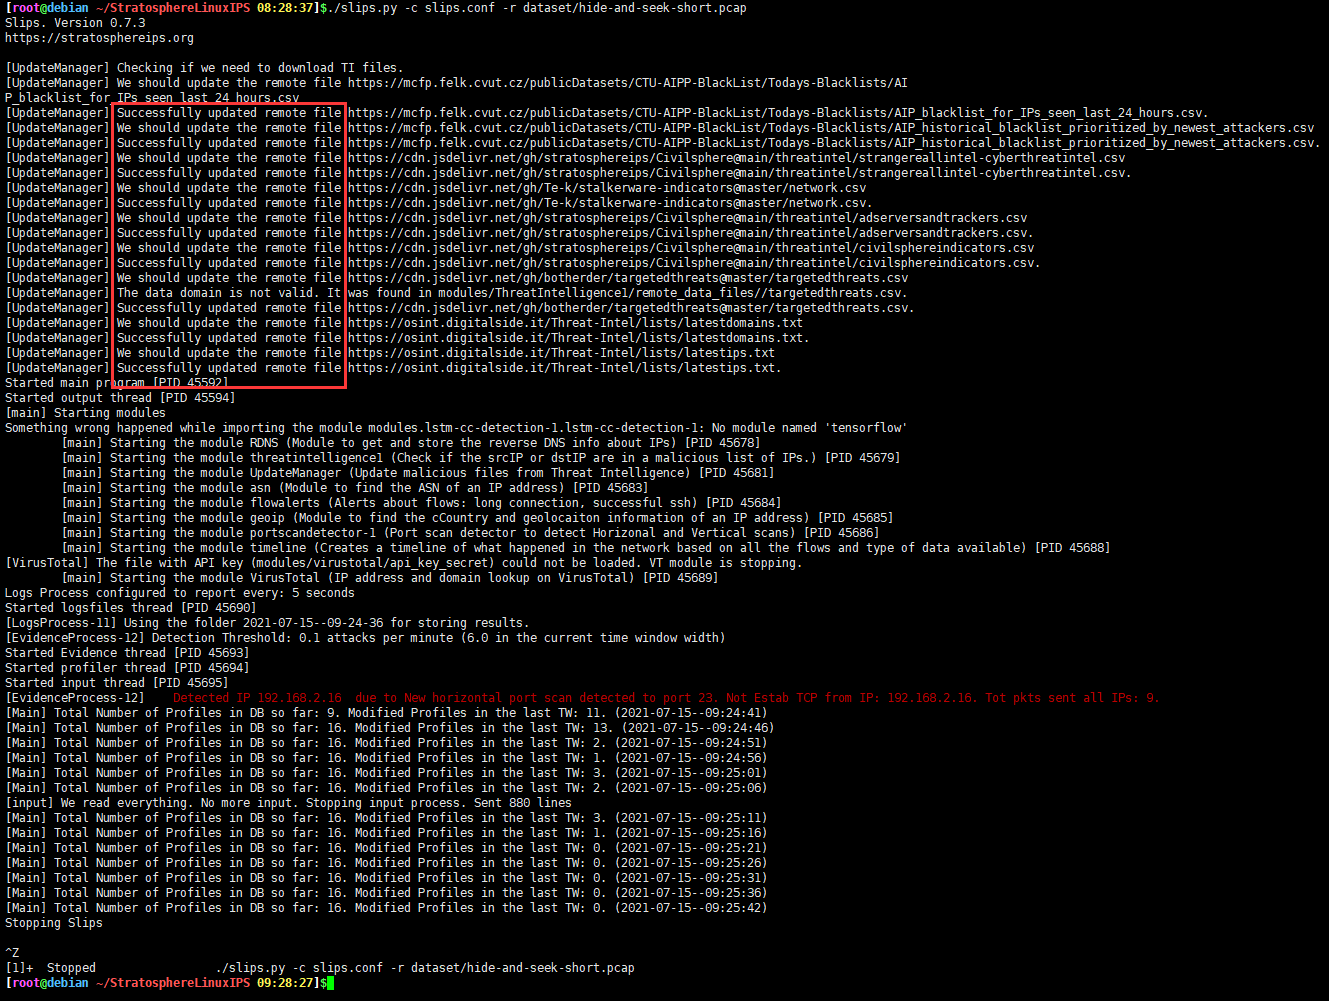 [root@debian ~/StratosphereLinuxIPS 08:28:37]$./slips.py -c slips.conf -r dataset/hide-and-seek-short.pcap
Slips. Version 0.7.3
https://stratosphereips.org
[UpdateManager] Checking if we need to download TI files.
[UpdateManager] We should update the remote file https://mcfp.felk.cvut.cz/publicDatasets/CTU-AIPP-BlackList/Todays-Blacklists/AI
P_blacklist_for_IPs_seen_last_24_hours.csv
[UpdateManager] Successfully updated remote file https://mcfp.felk.cvut.cz/publicDatasets/CTU-AIPP-BlackList/Todays-Blacklists/AIP_blacklist_for_IPs_seen_last_24_hours.csv.
[UpdateManager] We should update the remote file https://mcfp.felk.cvut.cz/publicDatasets/CTU-AIPP-BlackList/Todays-Blacklists/AIP_historical_blacklist_prioritized_by_newest_attackers.csv
[UpdateManager] Successfully updated remote file https://mcfp.felk.cvut.cz/publicDatasets/CTU-AIPP-BlackList/Todays-Blacklists/AIP_historical_blacklist_prioritized_by_newest_attackers.csv.
[UpdateManager] We should update the remote file https://cdn.jsdelivr.net/gh/stratosphereips/Civilsphere@main/threatintel/strangereallintel-cyberthreatintel.csv
[UpdateManager] Successfully updated remote file https://cdn.jsdelivr.net/gh/stratosphereips/Civilsphere@main/threatintel/strangereallintel-cyberthreatintel.csv.
[UpdateManager] We should update the remote file https://cdn.jsdelivr.net/gh/Te-k/stalkerware-indicators@master/network.csv
[UpdateManager] Successfully updated remote file https://cdn.jsdelivr.net/gh/Te-k/stalkerware-indicators@master/network.csv.
[UpdateManager] We should update the remote file https://cdn.jsdelivr.net/gh/stratosphereips/Civilsphere@main/threatintel/adserversandtrackers.csv
[UpdateManager] Successfully updated remote file https://cdn.jsdelivr.net/gh/stratosphereips/Civilsphere@main/threatintel/adserversandtrackers.csv.
[UpdateManager] We should update the remote file https://cdn.jsdelivr.net/gh/stratosphereips/Civilsphere@main/threatintel/civilsphereindicators.csv
[UpdateManager] Successfully updated remote file https://cdn.jsdelivr.net/gh/stratosphereips/Civilsphere@main/threatintel/civilsphereindicators.csv.
[UpdateManager] We should update the remote file https://cdn.jsdelivr.net/gh/botherder/targetedthreats@master/targetedthreats.csv
[UpdateManager] The data domain is not valid. It was found in modules/ThreatIntelligence1/remote_data_files//targetedthreats.csv.
[UpdateManager] Successfully updated remote file https://cdn.jsdelivr.net/gh/botherder/targetedthreats@master/targetedthreats.csv.
[UpdateManager] We should update the remote file https://osint.digitalside.it/Threat-Intel/lists/latestdomains.txt
[UpdateManager] Successfully updated remote file https://osint.digitalside.it/Threat-Intel/lists/latestdomains.txt.
[UpdateManager] We should update the remote file https://osint.digitalside.it/Threat-Intel/lists/latestips.txt
[UpdateManager] Successfully updated remote file https://osint.digitalside.it/Threat-Intel/lists/latestips.txt.
Started main program [PID 45592]
Started output thread [PID 45594]
[main] Starting modules
Something wrong happened while importing the module modules.lstm-cc-detection-1.lstm-cc-detection-1: No module named 'tensorflow'
[main] Starting the module RDNS (Module to get and store the reverse DNS info about IPs) [PID 45678]
[main] Starting the module threatintelligence1 (Check if the srcIP or dstIP are in a malicious list of IPs.) [PID 45679]
[main] Starting the module UpdateManager (Update malicious files from Threat Intelligence) [PID 45681]
[main] Starting the module asn (Module to find the ASN of an IP address) [PID 45683]
[main] Starting the module flowalerts (Alerts about flows: long connection, successful ssh) [PID 45684]
[main] Starting the module geoip (Module to find the cCountry and geolocaiton information of an IP address) [PID 45685]
[main] Starting the module portscandetector-1 (Port scan detector to detect Horizonal and Vertical scans) [PID 45686]
[main] Starting the module timeline (Creates a timeline of what happened in the network based on all the flows and type of data available) [PID 45688]
[VirusTotal] The file with API key (modules/virustotal/api_key_secret) could not be loaded. VT module is stopping.
[main] Starting the module VirusTotal (IP address and domain lookup on VirusTotal) [PID 45689]
Logs Process configured to report every: 5 seconds
Started logsfiles thread [PID 45690]
[LogsProcess-11] Using the folder 2021-07-15--09-24-36 for storing results.
[EvidenceProcess-12] Detection Threshold: 0.1 attacks per minute (6.0 in the current time window width)
Started Evidence thread [PID 45693]
Started profiler thread [PID 45694]
Started input thread [PID 45695]
[EvidenceProcess-12] Detected IP 192.168.2.16 due to New horizontal port scan detected to port 23. Not Estab TCP from IP: 192.168.2.16. Tot pkts sent all IPs: 9.
[Main] Total Number of Profiles in DB so far: 9. Modified Profiles in the last TW: 11. (2021-07-15--09:24:41)
[Main] Total Number of Profiles in DB so far: 16. Modified Profiles in the last TW: 13. (2021-07-15--09:24:46)
[Main] Total Number of Profiles in DB so far: 16. Modified Profiles in the last TW: 2. (2021-07-15--09:24:51)
[Main] Total Number of Profiles in DB so far: 16. Modified Profiles in the last TW: 1. (2021-07-15--09:24:56)
[Main] Total Number of Profiles in DB so far: 16. Modified Profiles in the last TW: 3. (2021-07-15--09:25:01)
[Main] Total Number of Profiles in DB so far: 16. Modified Profiles in the last TW: 2. (2021-07-15--09:25:06)
[input] We read everything. No more input. Stopping input process. Sent 880 lines
[Main] Total Number of Profiles in DB so far: 16. Modified Profiles in the last TW: 3. (2021-07-15--09:25:11)
[Main] Total Number of Profiles in DB so far: 16. Modified Profiles in the last TW: 1. (2021-07-15--09:25:16)
[Main] Total Number of Profiles in DB so far: 16. Modified Profiles in the last TW: 0. (2021-07-15--09:25:21)
[Main] Total Number of Profiles in DB so far: 16. Modified Profiles in the last TW: 0. (2021-07-15--09:25:26)
[Main] Total Number of Profiles in DB so far: 16. Modified Profiles in the last TW: 0. (2021-07-15--09:25:31)
[Main] Total Number of Profiles in DB so far: 16. Modified Profiles in the last TW: 0. (2021-07-15--09:25:36)
[Main] Total Number of Profiles in DB so far: 16. Modified Profiles in the last TW: 0. (2021-07-15--09:25:42)
Stopping Slips
^Z
[1]+ Stopped ./slips.py -c slips.conf -r dataset/hide-and-seek-short.pcap
[root@debian ~/StratosphereLinuxIPS 09:28:27]$